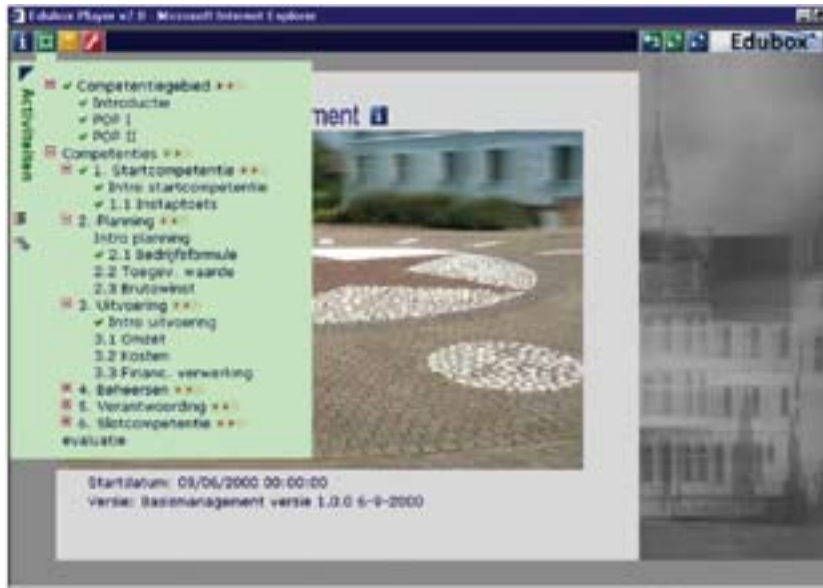 Edubox Player v2.0 - Microsoft Internet Explorer
Edubox
Activiteiten
Competentiegebied
Introductie
POP I
POP II
Competenties
1. Startcompetentie
Intro startcompetentie
1.1 Instaptoets
2. Planning
Intro planning
2.1 Bedrijfsformule
2.2 Toegev. waarde
2.3 Brutowinst
3. Uitvoering
Intro uitvoering
3.1 Omzet
3.2 Kosten
3.3 Financ. verwerking
4. Beheersen
5. Verantwoording
6. Slotcompetentie
evaluatie
ment
Startdatum: 09/06/2000 00:00:00
Versie: Basismanagement versie 1.0.0 6-9-2000